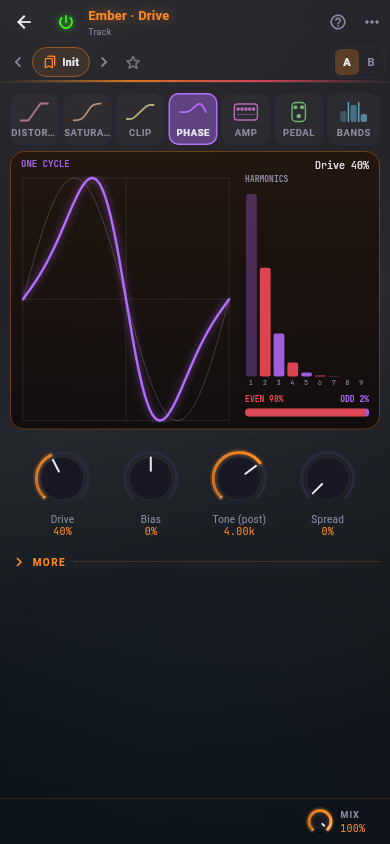 Ember · Drive
Track
Init
A B
DISTOR... SATURA... CLIP PHASE AMP PEDAL BANDS
ONE CYCLE
Drive 40%
HARMONICS
1 2 3 4 5 6 7 8 9
EVEN 98% ODD 2%
Drive Bias Tone (post) Spread
40% 0% 4.00k 0%
MORE
MIX
100%